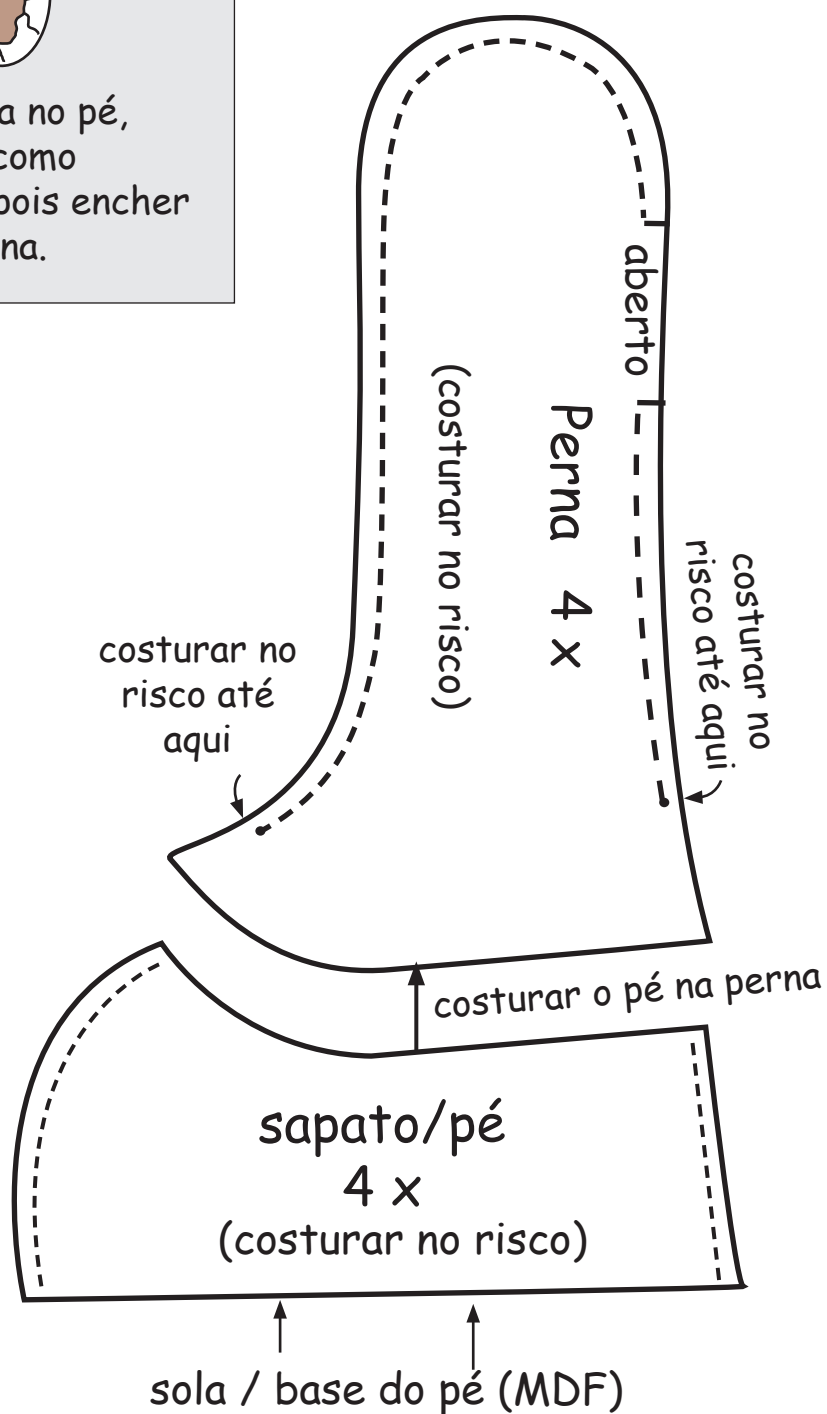 a no pé,
como
pois encher
na.
aberto
(costurar no risco)
Perna 4 x
costurar no
risco até aqui
costurar no
risco até
aqui
costurar o pé na perna
sapato/pé
4 x
(costurar no risco)
sola / base do pé (MDF)